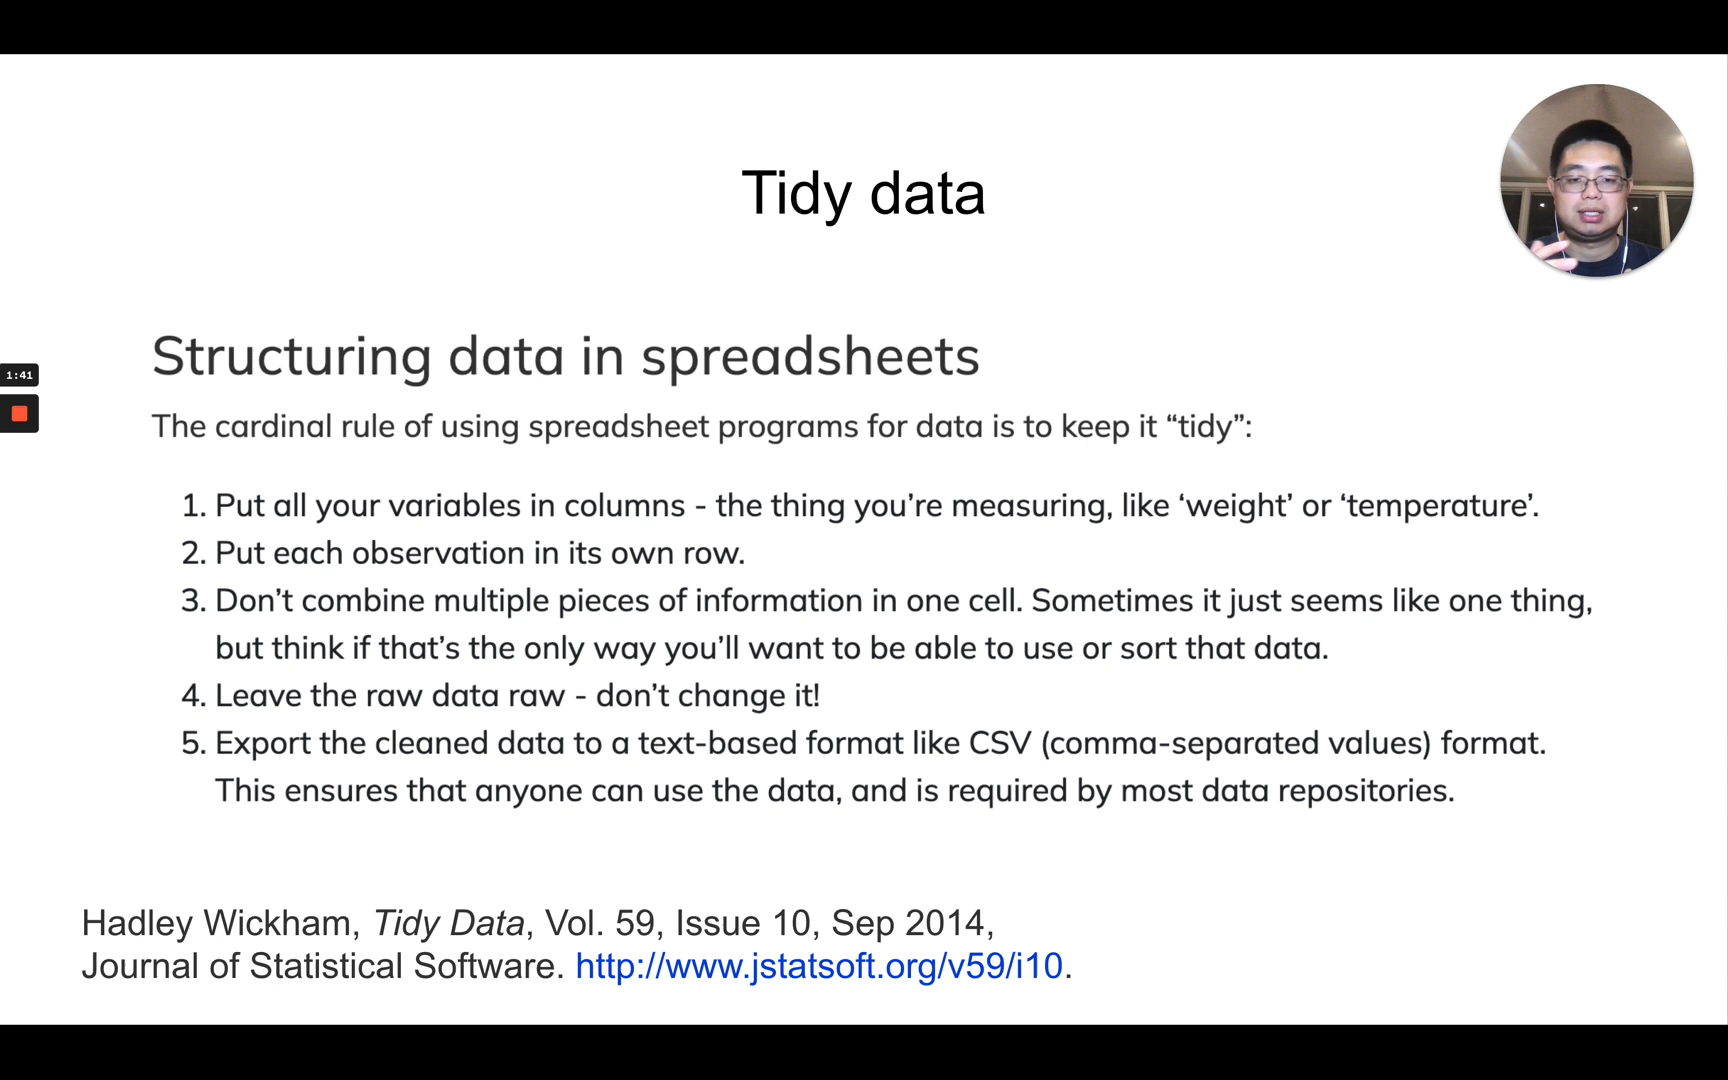 Tidy data
Structuring data in spreadsheets
1:41
The cardinal rule of using spreadsheet programs for data is to keep it “tidy”:
1. Put all your variables in columns - the thing you’re measuring, like ‘weight’ or ‘temperature’.
2. Put each observation in its own row.
3. Don’t combine multiple pieces of information in one cell. Sometimes it just seems like one thing,
but think if that’s the only way you’ll want to be able to use or sort that data.
4. Leave the raw data raw - don’t change it!
5. Export the cleaned data to a text-based format like CSV (comma-separated values) format.
This ensures that anyone can use the data, and is required by most data repositories.
Hadley Wickham, Tidy Data, Vol. 59, Issue 10, Sep 2014,
Journal of Statistical Software. http://www.jstatsoft.org/v59/i10.